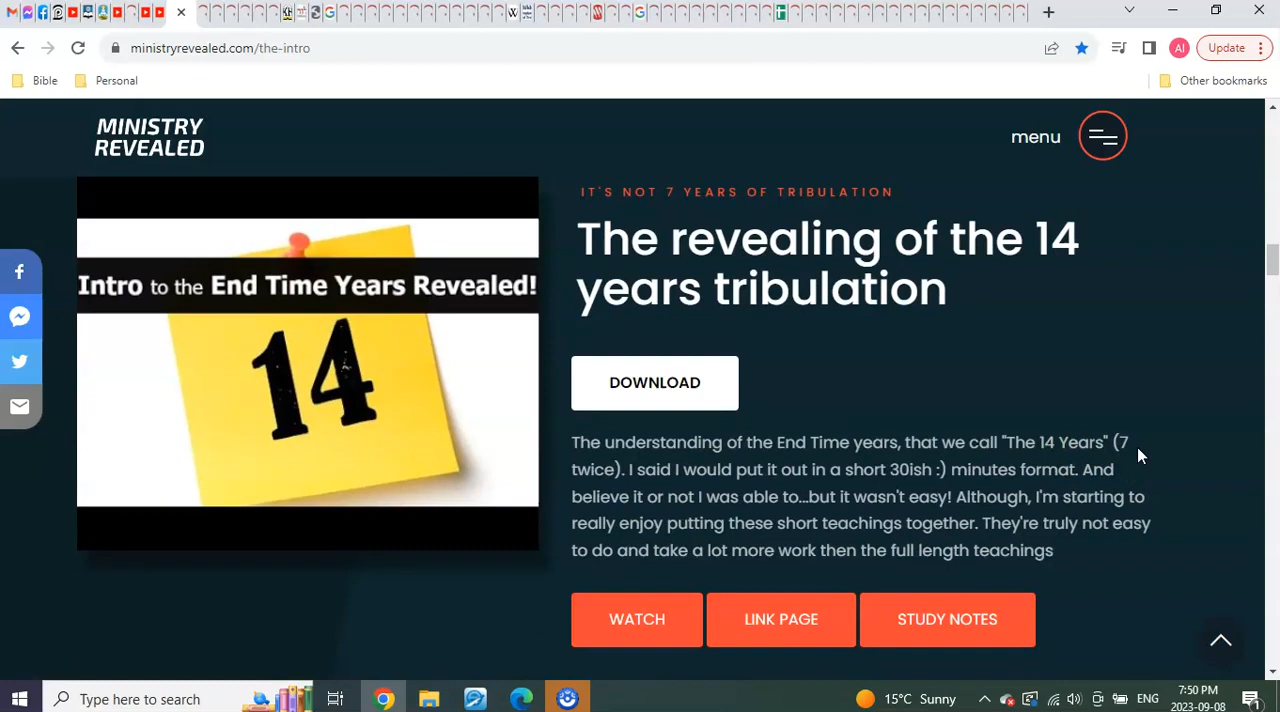 ministryrevealed.com/the-intro
AI
Update
Bible
Personal
Other bookmarks
MINISTRY
REVEALED
menu
IT'S NOT 7 YEARS OF TRIBULATION
The revealing of the 14
years tribulation
Intro to the End Time Years Revealed!
14
DOWNLOAD
The understanding of the End Time years, that we call "The 14 Years" (7
twice). I said I would put it out in a short 30ish :) minutes format. And
believe it or not I was able to...but it wasn't easy! Although, I'm starting to
really enjoy putting these short teachings together. They're truly not easy
to do and take a lot more work then the full length teachings
WATCH
LINK PAGE
STUDY NOTES
Type here to search
15°C Sunny
ENG
7:50 PM
2023-09-08
1